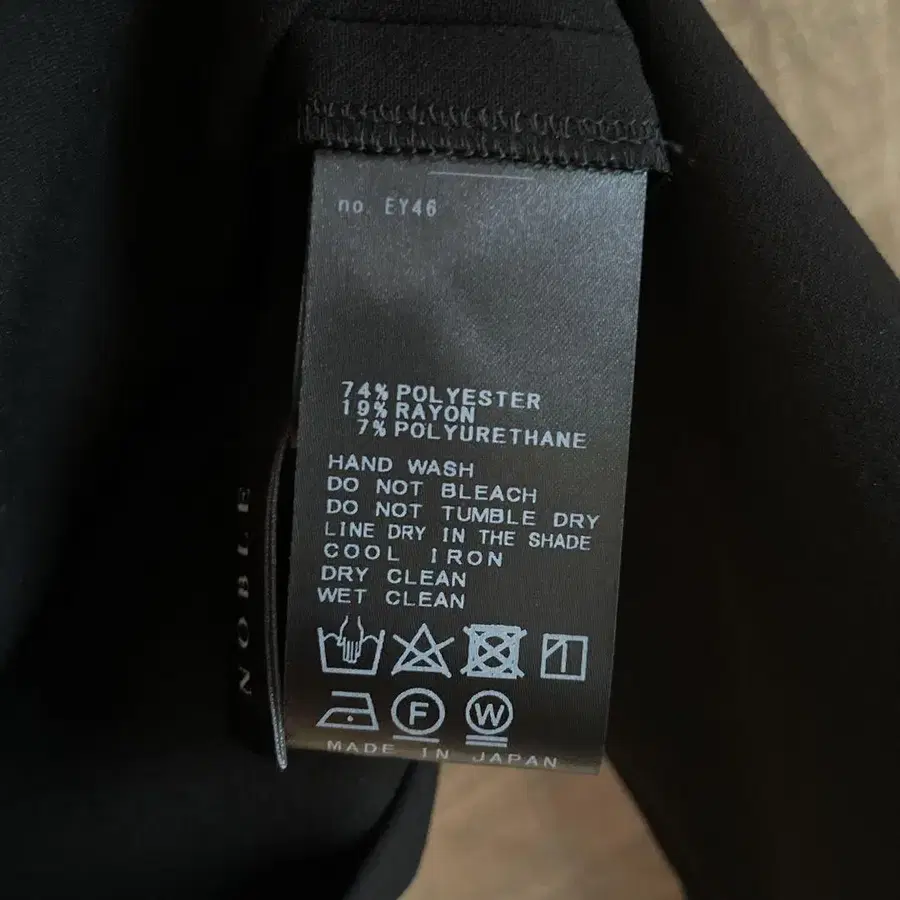 no. EY46
74% POLYESTER
19% RAYON
7% POLYURETHANE
HAND WASH
DO NOT BLEACH
DO NOT TUMBLE DRY
LINE DRY IN THE SHADE
COOL IRON
DRY CLEAN
WET CLEAN
F W
MADE IN JAPAN
NOBLE